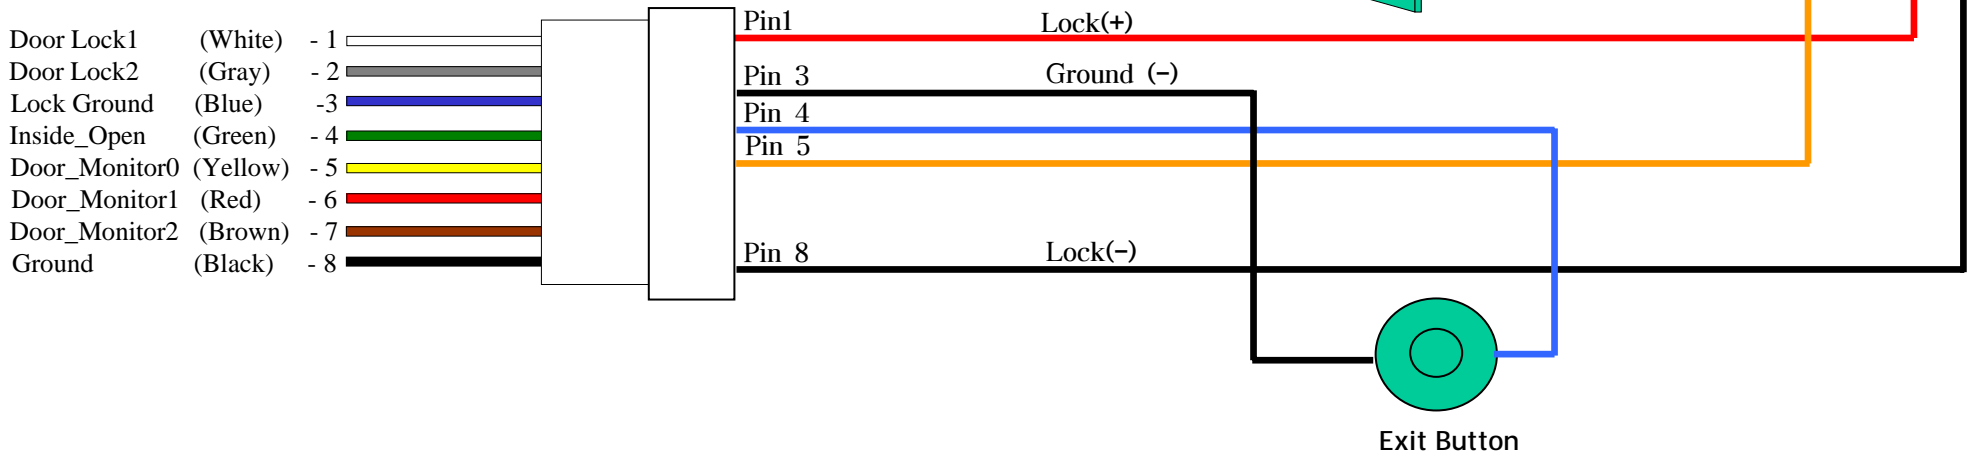 Door Lock1 (White) - 1
Door Lock2 (Gray) - 2
Lock Ground (Blue) -3
Inside_Open (Green) - 4
Door_Monitor0 (Yellow) - 5
Door_Monitor1 (Red) - 6
Door_Monitor2 (Brown) - 7
Ground (Black) - 8
Pin1 Lock(+)
Pin 3 Ground (-)
Pin 4
Pin 5
Pin 8 Lock(-)
Exit Button